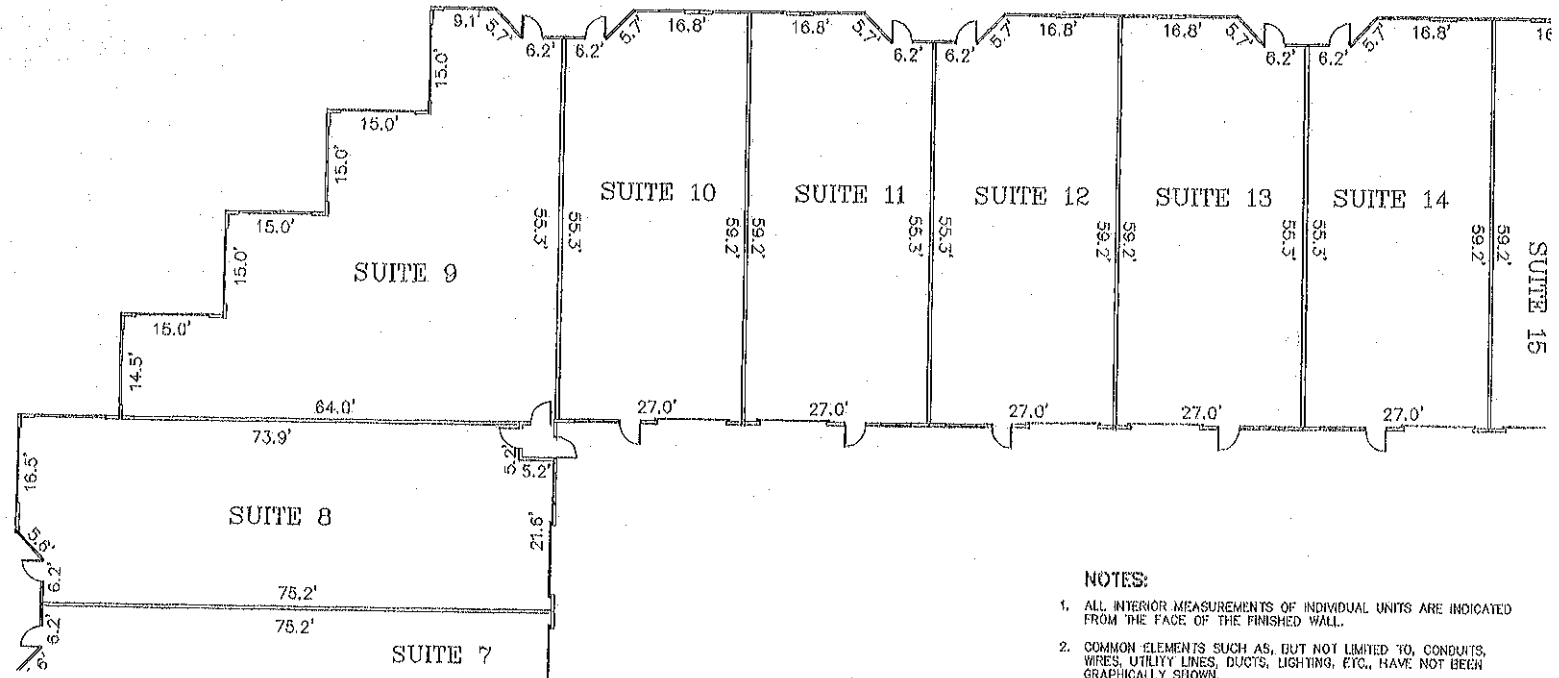 9.1' 5.7' 6.2' 6.2' 5.7' 16.8' 16.8' 5.7' 6.2' 6.2' 5.7' 16.8' 16.8' 5.7' 6.2' 6.2' 5.7' 16.8'
15.0'
15.0'
15.0'
15.0'
15.0'
15.0'
14.5'
SUITE 9
SUITE 10
SUITE 11
SUITE 12
SUITE 13
SUITE 14
SUITE 15
55.3' 55.3' 59.2' 59.2' 55.3' 55.3' 59.2' 59.2' 55.3' 55.3' 59.2' 59.2'
64.0' 27.0' 27.0' 27.0' 27.0' 27.0'
73.9'
5.2'
5.2'
16.5'
SUITE 8
21.6'
5.6'
6.2'
75.2'
75.2'
6.2'
SUITE 7
NOTES:
1. ALL INTERIOR MEASUREMENTS OF INDIVIDUAL UNITS ARE INDICATED
FROM THE FACE OF THE FINISHED WALL.
2. COMMON ELEMENTS SUCH AS, BUT NOT LIMITED TO, CONDUITS,
WIRES, UTILITY LINES, DUCTS, LIGHTING, ETC., HAVE NOT BEEN
GRAPHICALLY SHOWN.